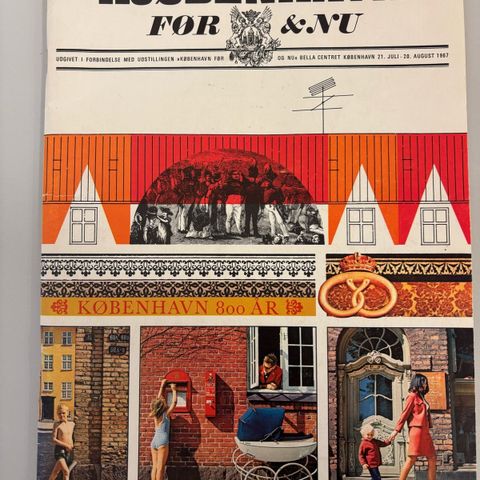 KØBENHAVN
FØR & NU
UDGIVET I FORBINDELSE MED UDSTILLINGEN »KØBENHAVN FØR OG NU« BELLA CENTRET KØBENHAVN 21. JULI - 20. AUGUST 1967
KØBENHAVN 800 ÅR